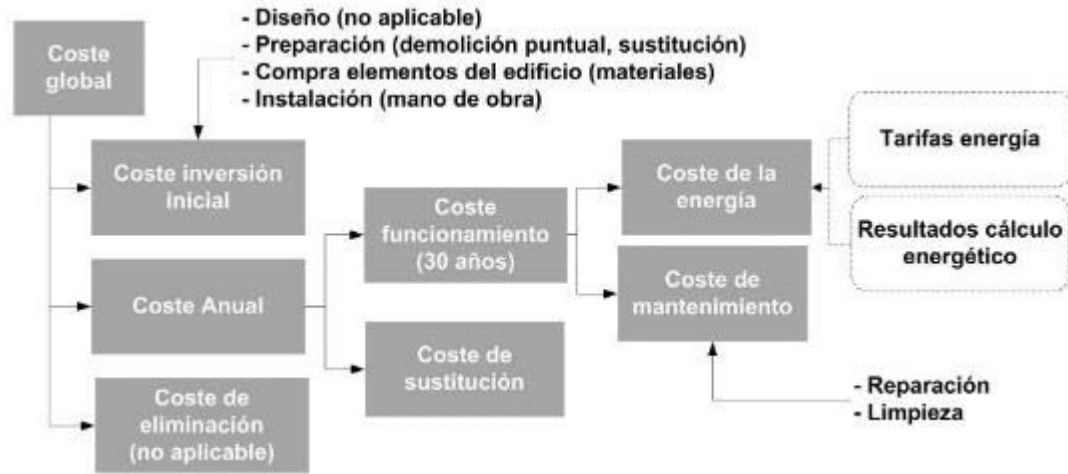 - Diseño (no aplicable)
- Preparación (demolición puntual, sustitución)
- Compra elementos del edificio (materiales)
- Instalación (mano de obra)
Coste
global
Coste inversión
inicial
Coste Anual
Coste de
eliminación
(no aplicable)
Coste
funcionamiento
(30 años)
Coste de
sustitución
Coste de la
energía
Coste de
mantenimiento
Tarifas energía
Resultados cálculo
energético
- Reparación
- Limpieza